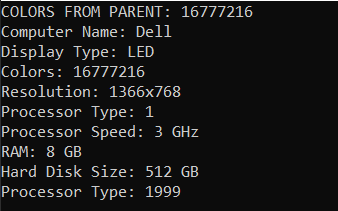 COLORS FROM PARENT: 16777216
Computer Name: Dell
Display Type: LED
Colors: 16777216
Resolution: 1366x768
Processor Type: 1
Processor Speed: 3 GHz
RAM: 8 GB
Hard Disk Size: 512 GB
Processor Type: 1999